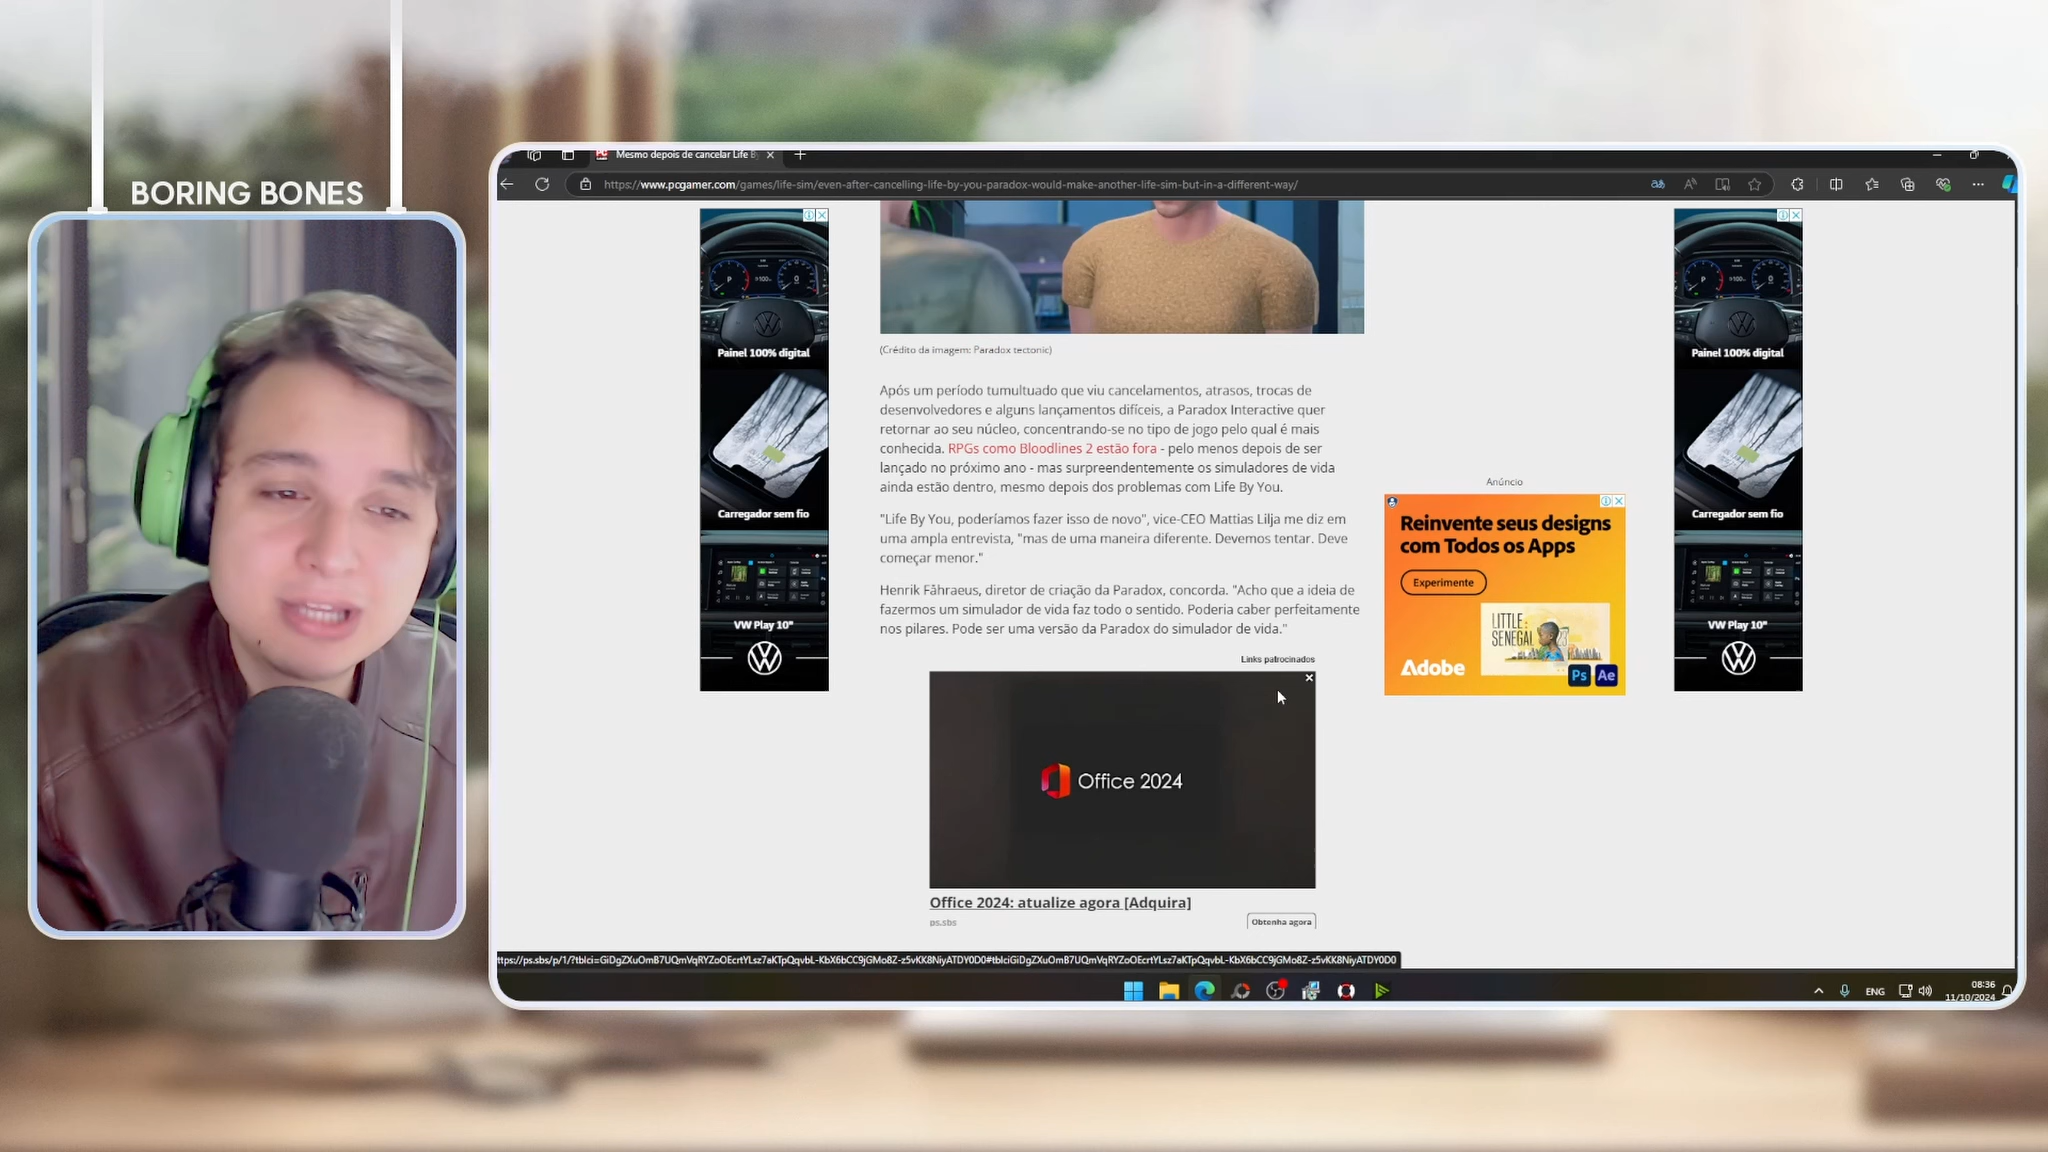 BORING BONES
Mesmo depois de cancelar Life B
https://www.pcgamer.com/games/life-sim/even-after-cancelling-life-by-you-paradox-would-make-another-life-sim-but-in-a-different-way/
Painel 100% digital
Carregador sem fio
VW Play 10"
(Crédito da imagem: Paradox tectonic)
Após um período tumultuado que viu cancelamentos, atrasos, trocas de
desenvolvedores e alguns lançamentos difíceis, a Paradox Interactive quer
retornar ao seu núcleo, concentrando-se no tipo de jogo pelo qual é mais
conhecida. RPGs como Bloodlines 2 estão fora - pelo menos depois de ser
lançado no próximo ano - mas surpreendentemente os simuladores de vida
ainda estão dentro, mesmo depois dos problemas com Life By You.
"Life By You, poderíamos fazer isso de novo", vice-CEO Mattias Lilja me diz em
uma ampla entrevista, "mas de uma maneira diferente. Devemos tentar. Deve
começar menor."
Henrik Fåhraeus, diretor de criação da Paradox, concorda. "Acho que a ideia de
fazermos um simulador de vida faz todo o sentido. Poderia caber perfeitamente
nos pilares. Pode ser uma versão da Paradox do simulador de vida."
Links patrocinados
Office 2024
Office 2024: atualize agora [Adquira]
ps.sbs
Obtenha agora
Anúncio
Reinvente seus designs
com Todos os Apps
Experimente
LITTLE
SENEGAL
Adobe
Ps
Ae
Painel 100% digital
Carregador sem fio
VW Play 10"
ENG
08:36
11/10/2024